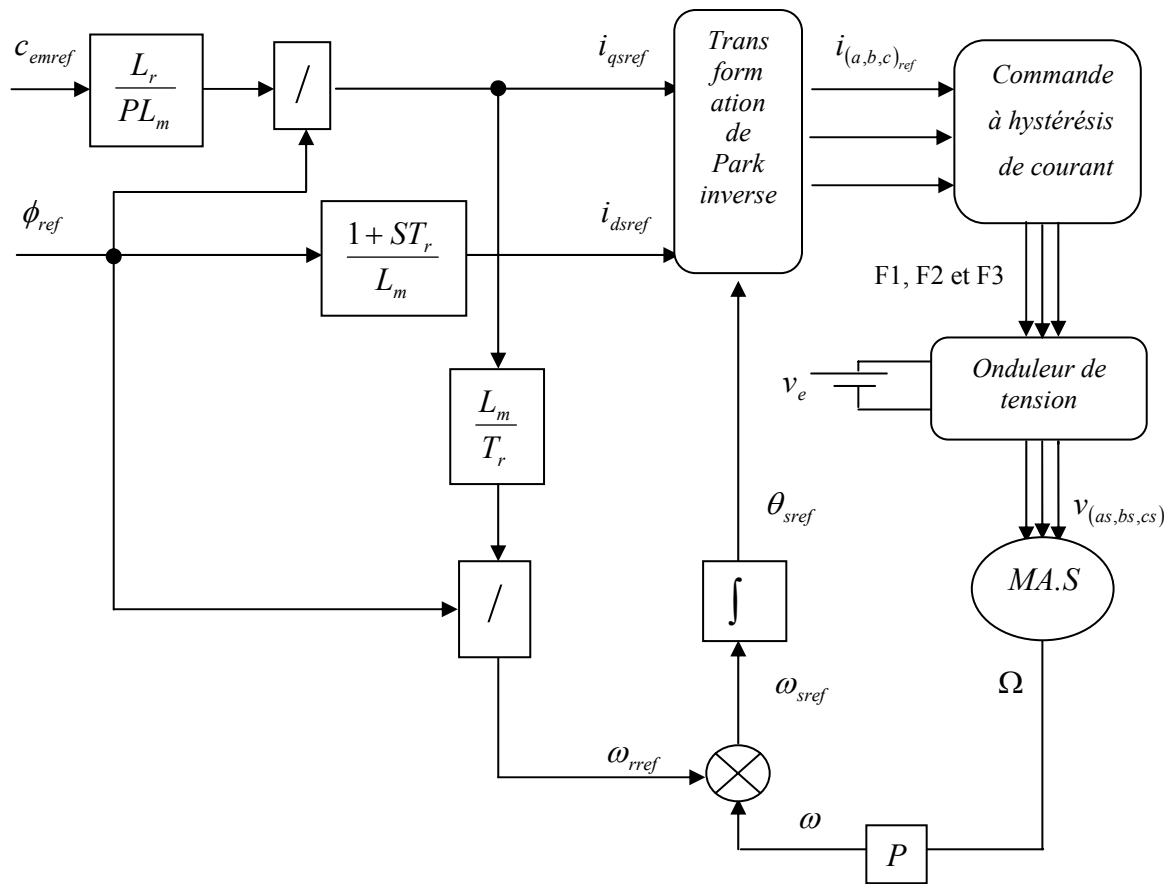 c_emref
L_r
PL_m
/
i_qsref
Trans
form
ation
de
Park
inverse
i_(a,b,c)_ref
Commande
à hystérésis
de courant
ϕ_ref
1 + ST_r
L_m
i_dsref
F1, F2 et F3
v_e
Onduleur de
tension
L_m
T_r
θ_sref
v_(as,bs,cs)
MA.S
/
∫
ω_sref
Ω
ω_rref
ω
P